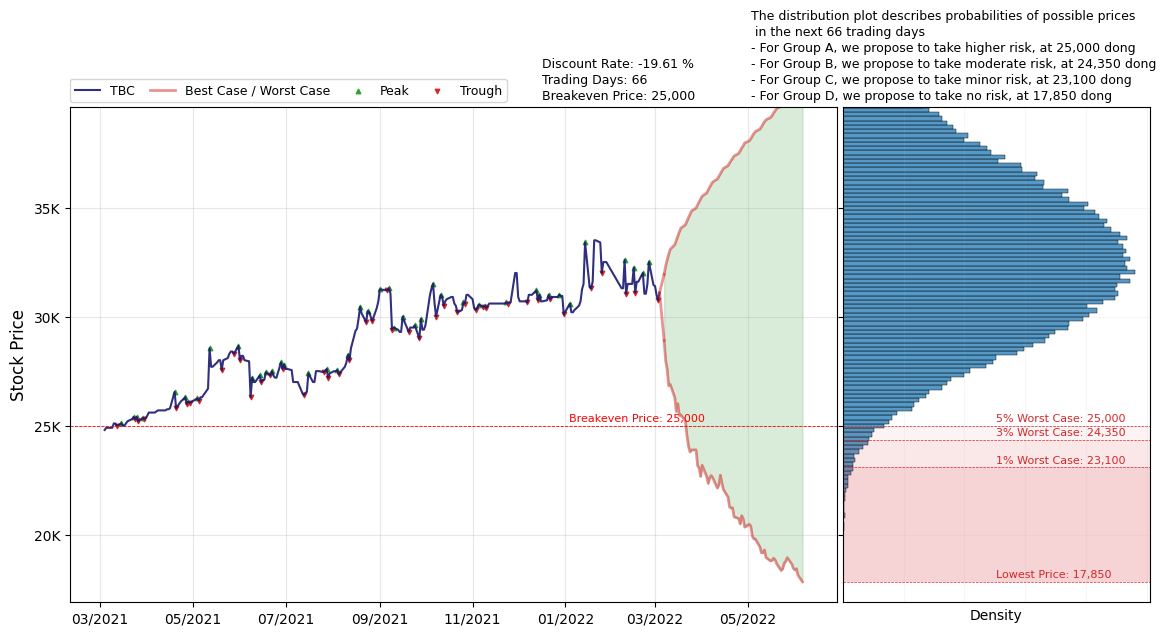 The distribution plot describes probabilities of possible prices
in the next 66 trading days
- For Group A, we propose to take higher risk, at 25,000 dong
- For Group B, we propose to take moderate risk, at 24,350 dong
- For Group C, we propose to take minor risk, at 23,100 dong
- For Group D, we propose to take no risk, at 17,850 dong
Discount Rate: -19.61 %
Trading Days: 66
Breakeven Price: 25,000
TBC
Best Case / Worst Case
Peak
Trough
Stock Price
35K
30K
25K
20K
Breakeven Price: 25,000
5% Worst Case: 25,000
3% Worst Case: 24,350
1% Worst Case: 23,100
Lowest Price: 17,850
03/2021
05/2021
07/2021
09/2021
11/2021
01/2022
03/2022
05/2022
Density